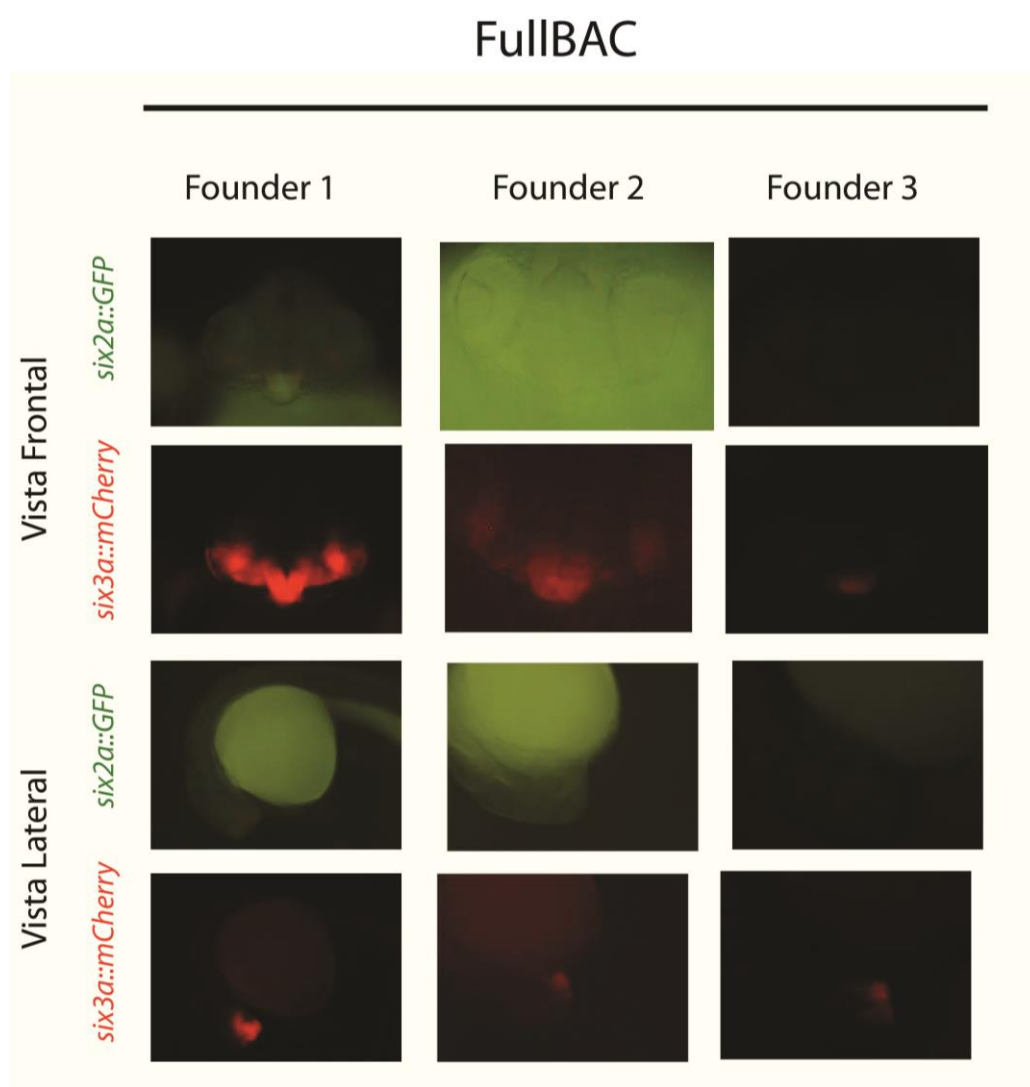 FullBAC
Founder 1
Founder 2
Founder 3
Vista Frontal
six2a::GFP
six3a::mCherry
Vista Lateral
six2a::GFP
six3a::mCherry